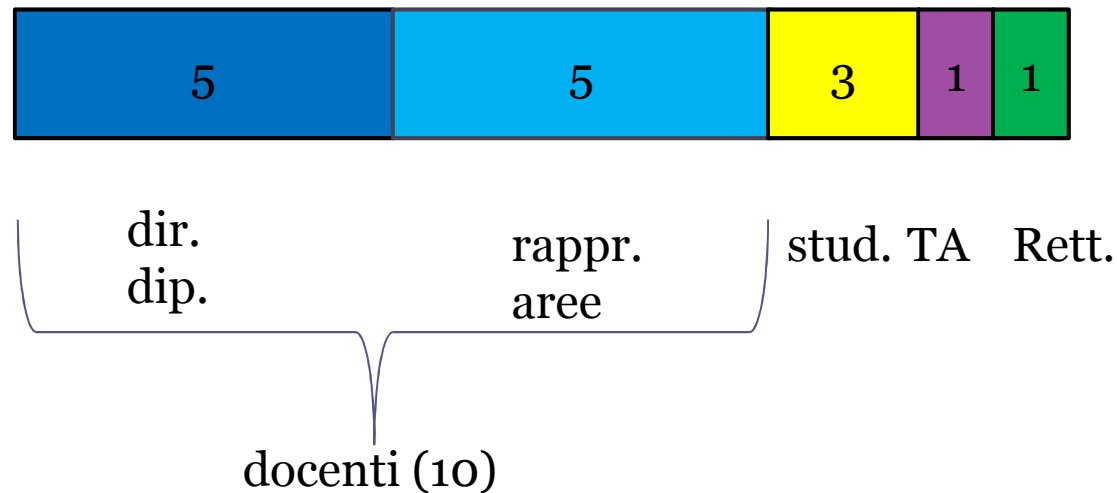 5 5 3 1 1
dir.
dip.
rappr.
aree
stud. TA Rett.
docenti (10)